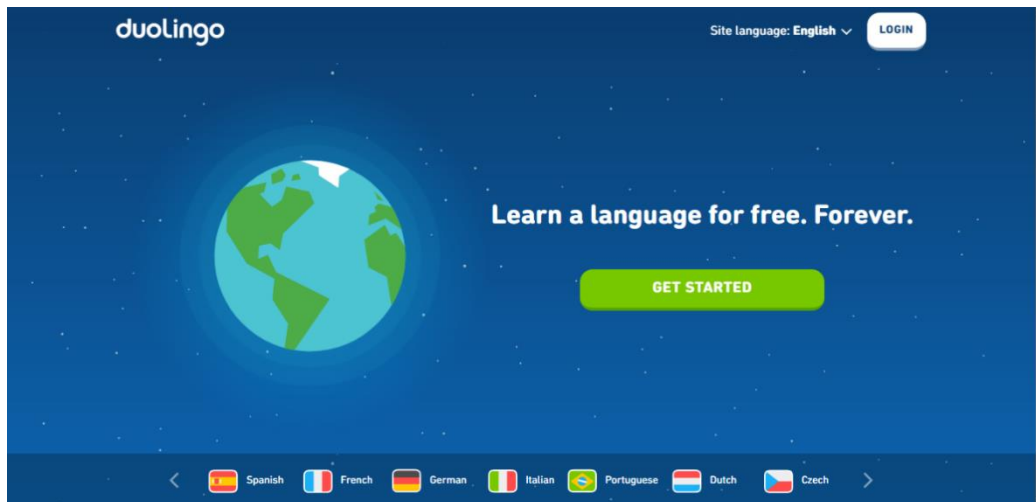 duolingo
Site language: English
LOGIN
Learn a language for free. Forever.
GET STARTED
Spanish French German Italian Portuguese Dutch Czech